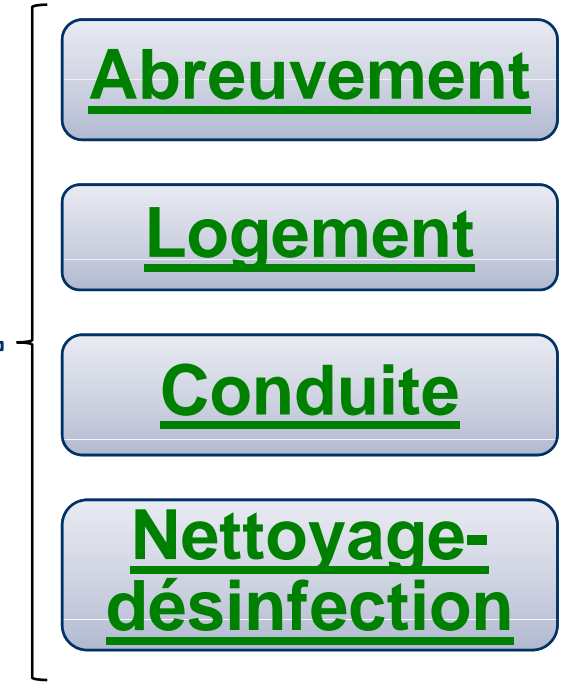 Abreuvement
Logement
Conduite
Nettoyage-
désinfection